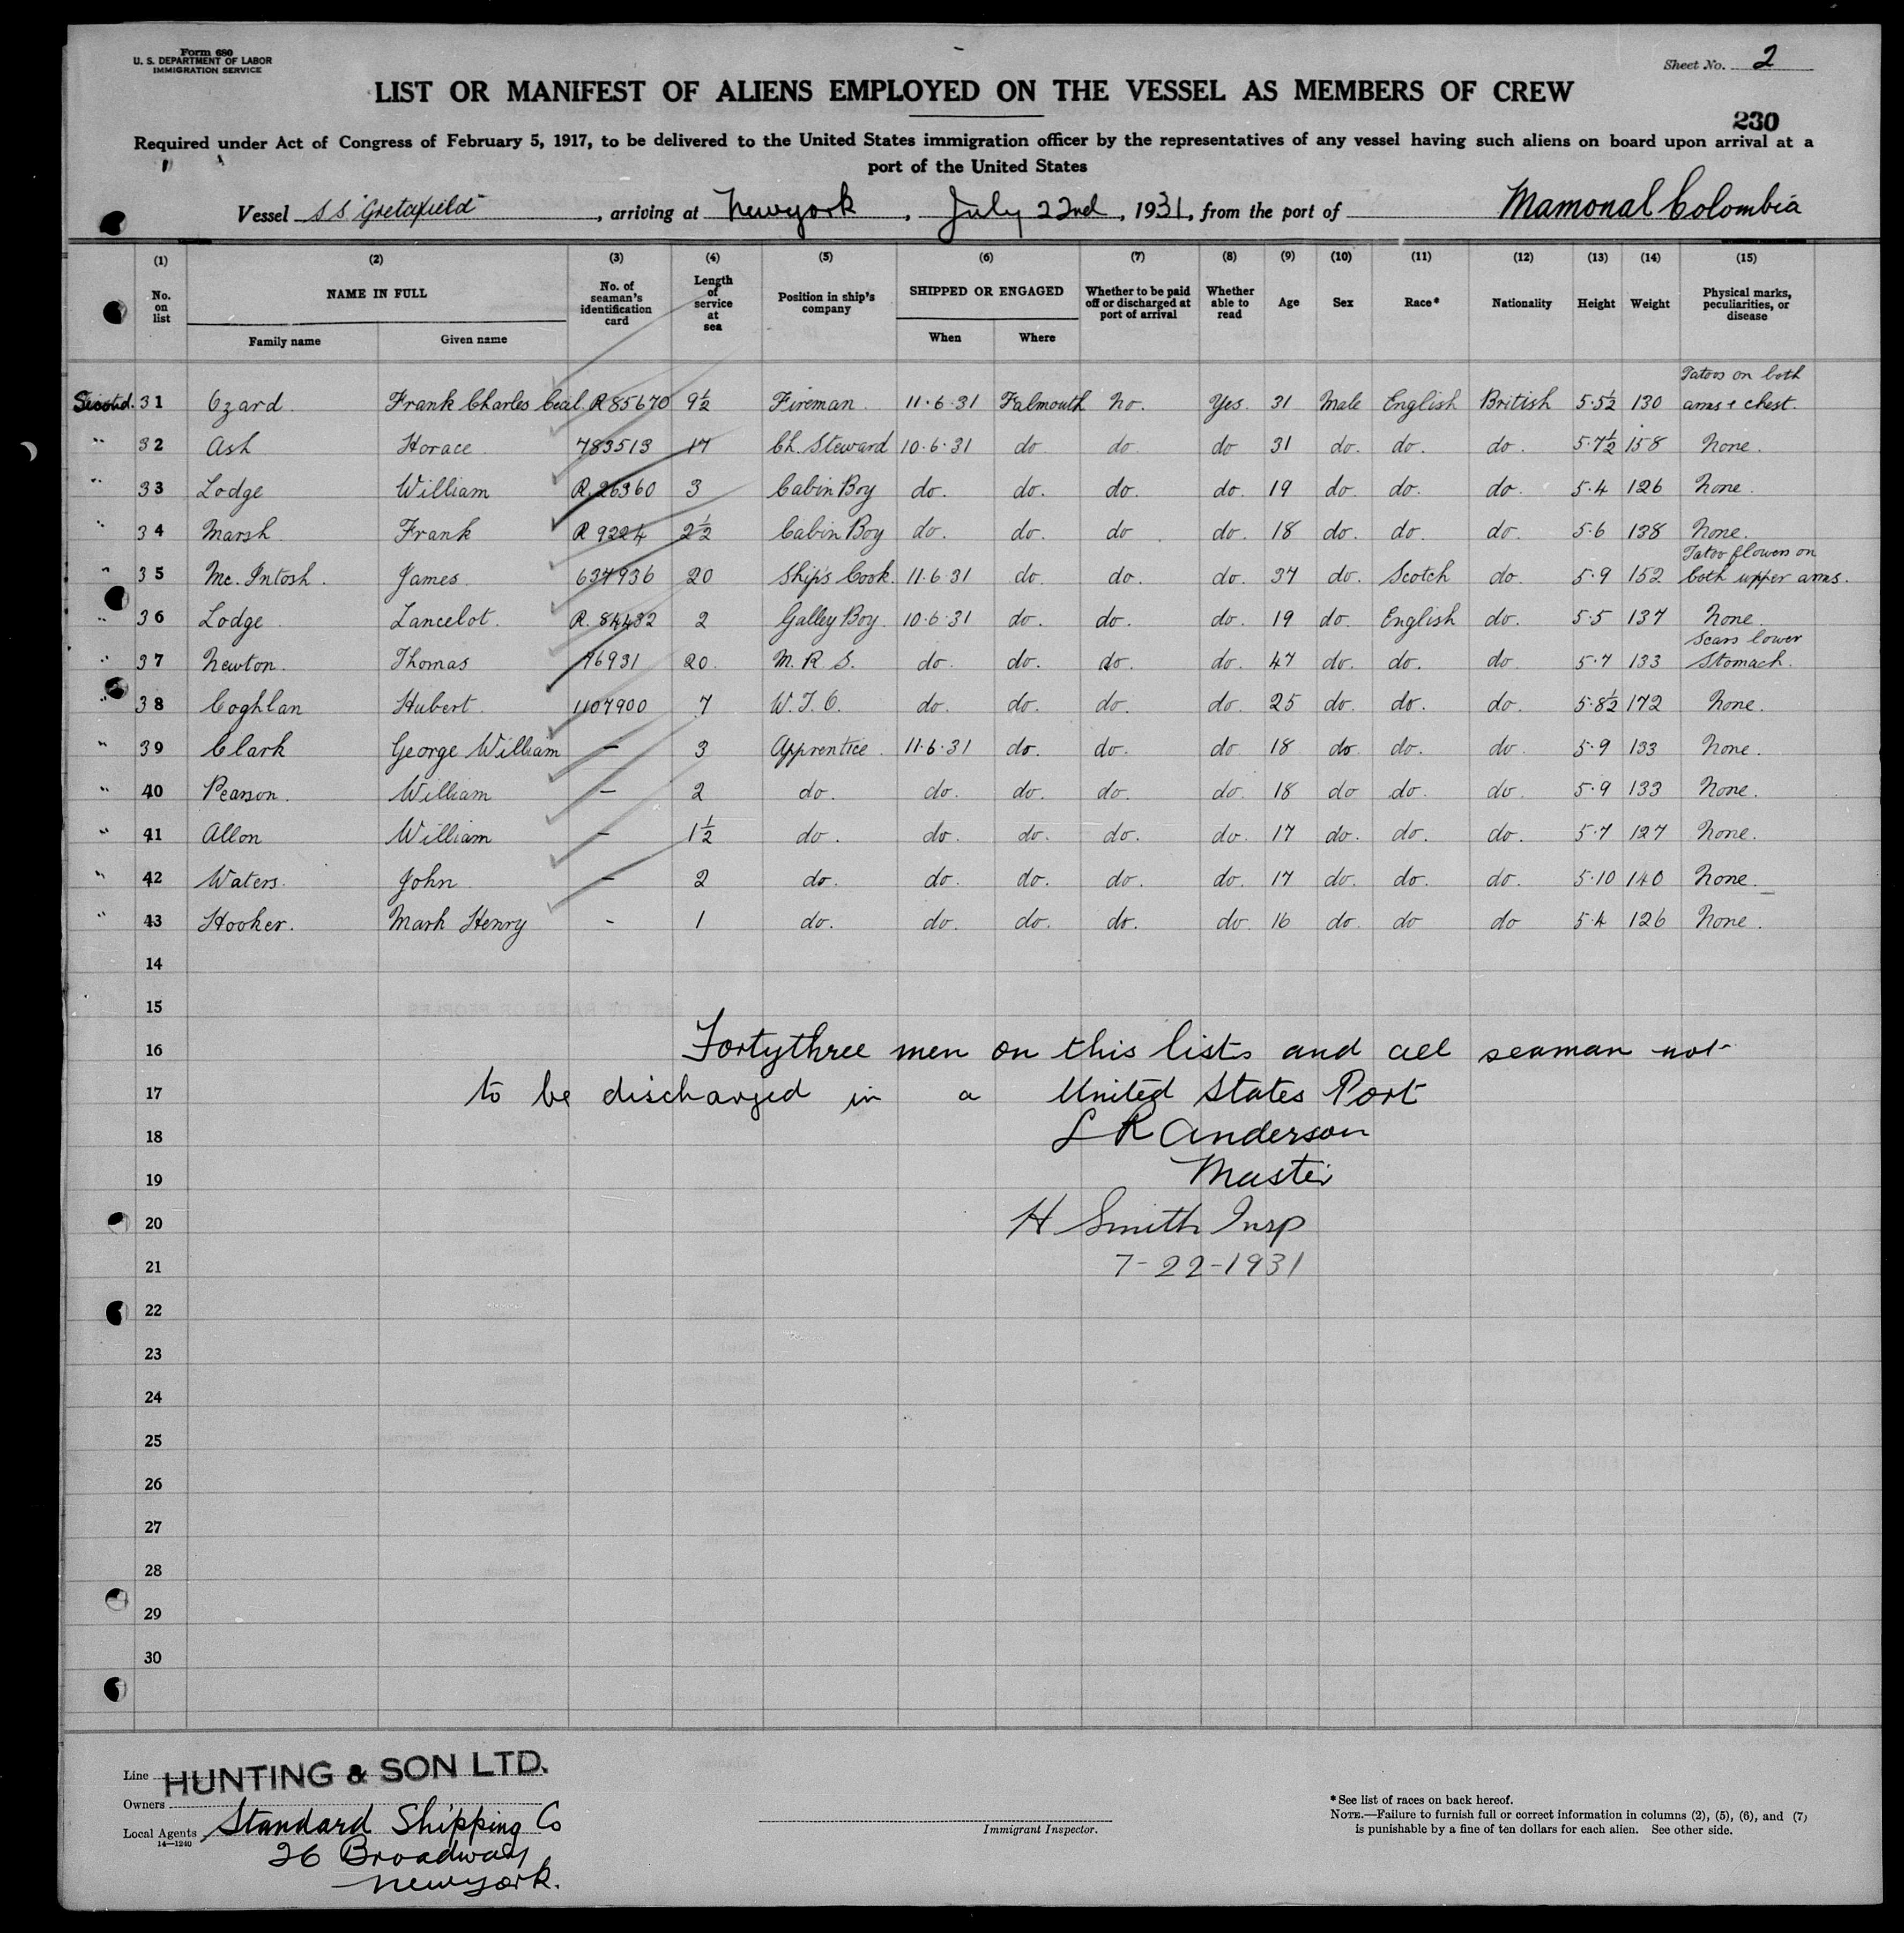 Form 680
U. S. DEPARTMENT OF LABOR
IMMIGRATION SERVICE
Sheet No. 2
LIST OR MANIFEST OF ALIENS EMPLOYED ON THE VESSEL AS MEMBERS OF CREW
230
Required under Act of Congress of February 5, 1917, to be delivered to the United States immigration officer by the representatives of any vessel having such aliens on board upon arrival at a
port of the United States
Vessel SS "Gretafield", arriving at Newyork, July 22nd, 1931, from the port of Mamonal Colombia
(1) (2) (3) (4) (5) (6) (7) (8) (9) (10) (11) (12) (13) (14) (15)
No. on list NAME IN FULL Family name Given name No. of seaman's identification card Length of service at sea Position in ship's company SHIPPED OR ENGAGED When Where Whether to be paid off or discharged at port of arrival Whether able to read Age Sex Race* Nationality Height Weight Physical marks, peculiarities, or disease
Second. 31 Ozard. Frank Charles Ceal. R 85670 9½ Fireman. 11.6.31 Falmouth No. Yes. 31 Male English British 5.5½ 130 Tatoos on both arms + chest.
" 32 Ash Horace 783513 17 Ch. Steward 10.6.31 do do do 31 do. do. do. 5.7½ 158 None.
" 33 Lodge William R. 26360 3 Cabin Boy do. do. do. do. 19 do. do. do. 5.4 126 None.
" 34 Marsh Frank R 9224 2½ Cabin Boy do. do. do do. 18 do. do. do. 5.6 138 None.
" 35 Mc. Intosh. James. 637936 20 Ship's Cook. 11.6.31 do. do. do. 37 do. Scotch do. 5.9 152 Tatoo flowers on both upper arms.
" 36 Lodge Lancelot. R. 84432 2 Galley Boy. 10.6.31 do. do. do. 19 do. English do. 5.5 137 None.
" 37 Newton. Thomas 76931 20. M. R. S. do. do. do. do. 47 do. do. do 5.7 133 Scars lower Stomach.
" 38 Coghlan Hubert. 1107900 7 W. T. O. do. do. do. do. 25 do. do. do. 5.8½ 172 None.
" 39 Clark George William — 3 Apprentice. 11.6.31 do. do. do 18 do do. do 5.9 133 None.
" 40 Pearson. William — 2 do. do. do. do. do. 18 do do. do. 5.9 133 None.
" 41 Allon William — 1½ do. do. do. do. do. 17 do. do. do. 5.7 127 None.
" 42 Waters. John — 2 do. do. do. do. do. 17 do. do. do. 5.10 140 None.
" 43 Hooker. Mark Henry - 1 do. do. do. do. do. 16 do. do do 5.4 126 None.
14
15
16 Fortythree men on this lists and all seaman not
17 to be discharged in a United States Port
18 L R Anderson
19 Master
20 H Smith Insp
21 7-22-1931
22
23
24
25
26
27
28
29
30
Line HUNTING & SON LTD.
Owners
Local Agents Standard Shipping Co
14—1240
26 Broadway
Newyork.
Immigrant Inspector.
* See list of races on back hereof.
NOTE.—Failure to furnish full or correct information in columns (2), (5), (6), and (7)
is punishable by a fine of ten dollars for each alien. See other side.